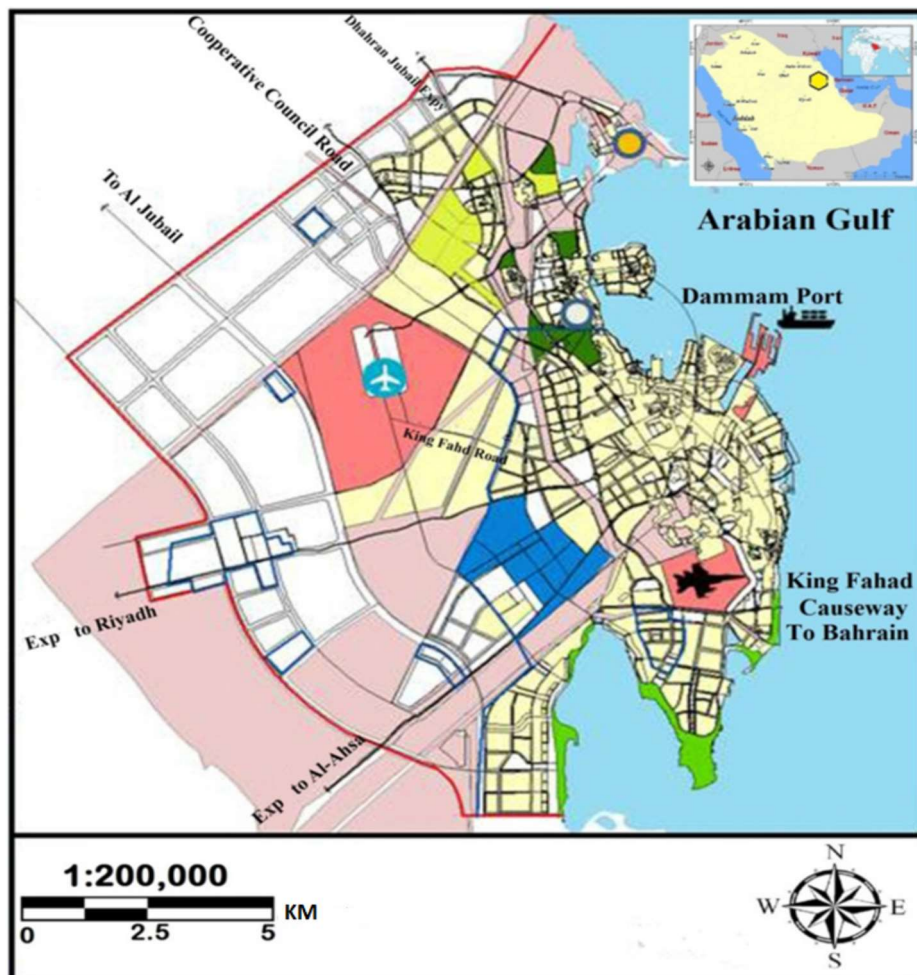 Dhahran Jubail Expy
Cooperative Council Road
To Al Jubail
Arabian Gulf
Dammam Port
King Fahd Road
King Fahad
Causeway
To Bahrain
Exp to Riyadh
Exp to Al-Ahsa
1:200,000
KM
0
2.5
5
N
W
E
S